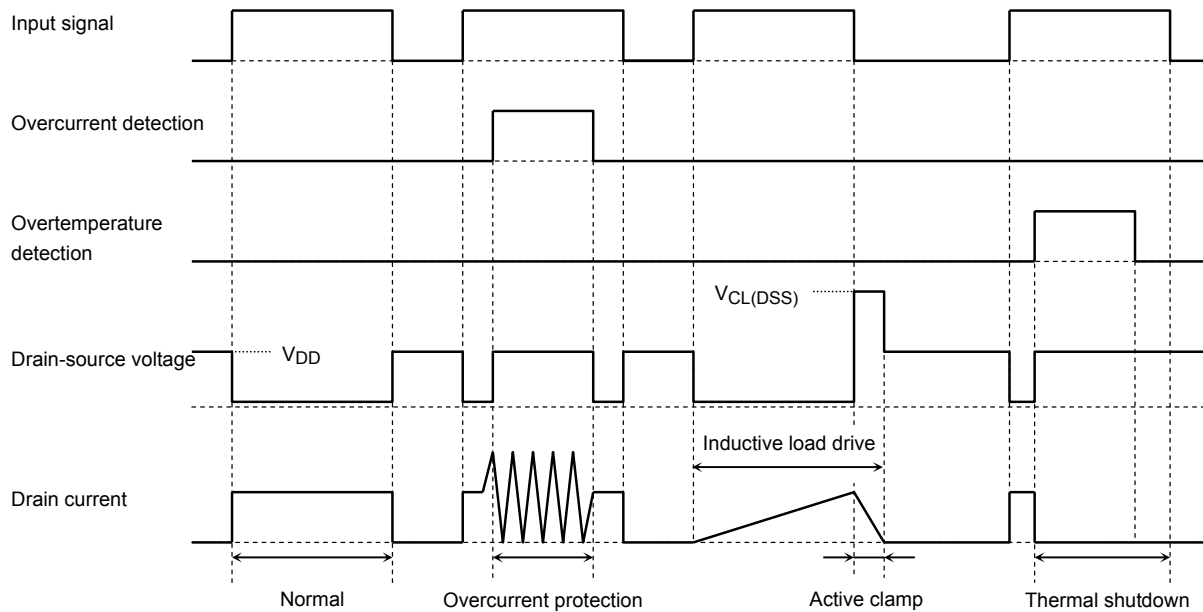 Input signal
Overcurrent detection
Overtemperature
detection
VCL(DSS)
Drain-source voltage
VDD
Inductive load drive
Drain current
Normal
Overcurrent protection
Active clamp
Thermal shutdown